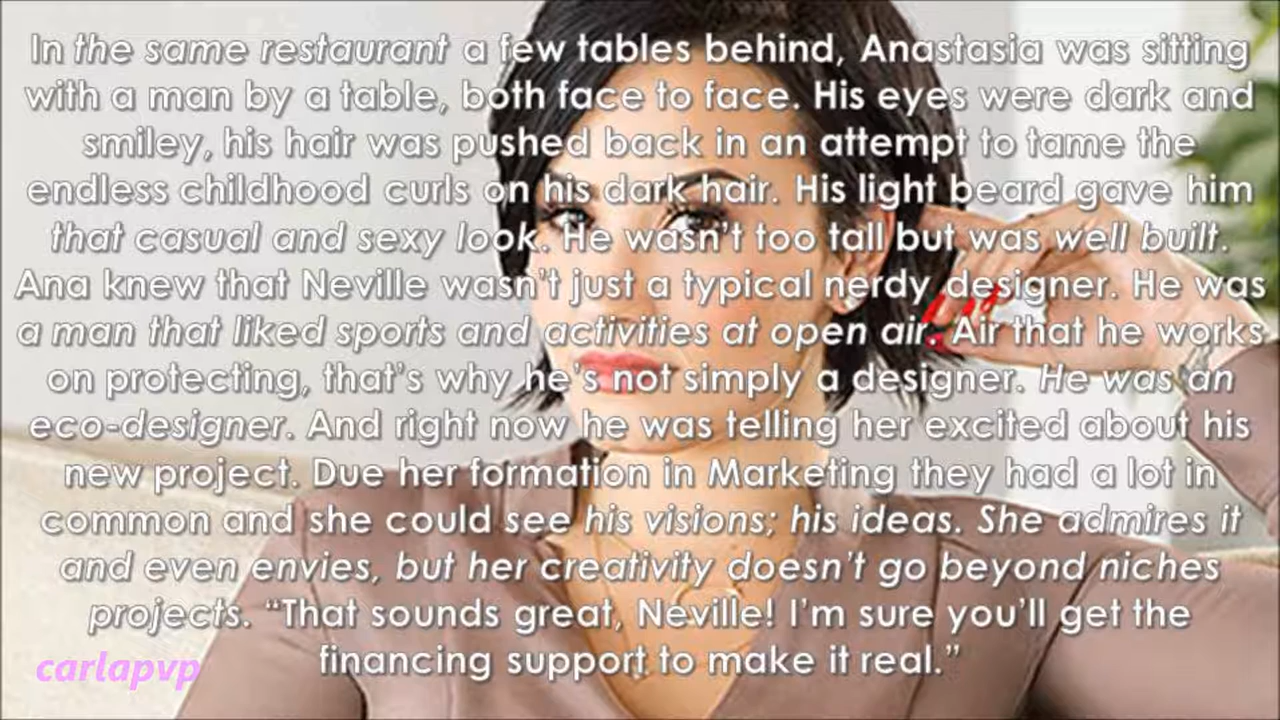 In the same restaurant a few tables behind, Anastasia was sitting
with a man by a table, both face to face. His eyes were dark and
smiley, his hair was pushed back in an attempt to tame the
endless childhood curls on his dark hair. His light beard gave him
that casual and sexy look. He wasn't too tall but was well built.
Ana knew that Neville wasn't just a typical nerdy designer. He was
a man that liked sports and activities at open air. Air that he works
on protecting, that's why he's not simply a designer. He was an
eco-designer. And right now he was telling her excited about his
new project. Due her formation in Marketing they had a lot in
common and she could see his visions; his ideas. She admires it
and even envies, but her creativity doesn't go beyond niches
projects. “That sounds great, Neville! I'm sure you'll get the
financing support to make it real.”
carlapvp